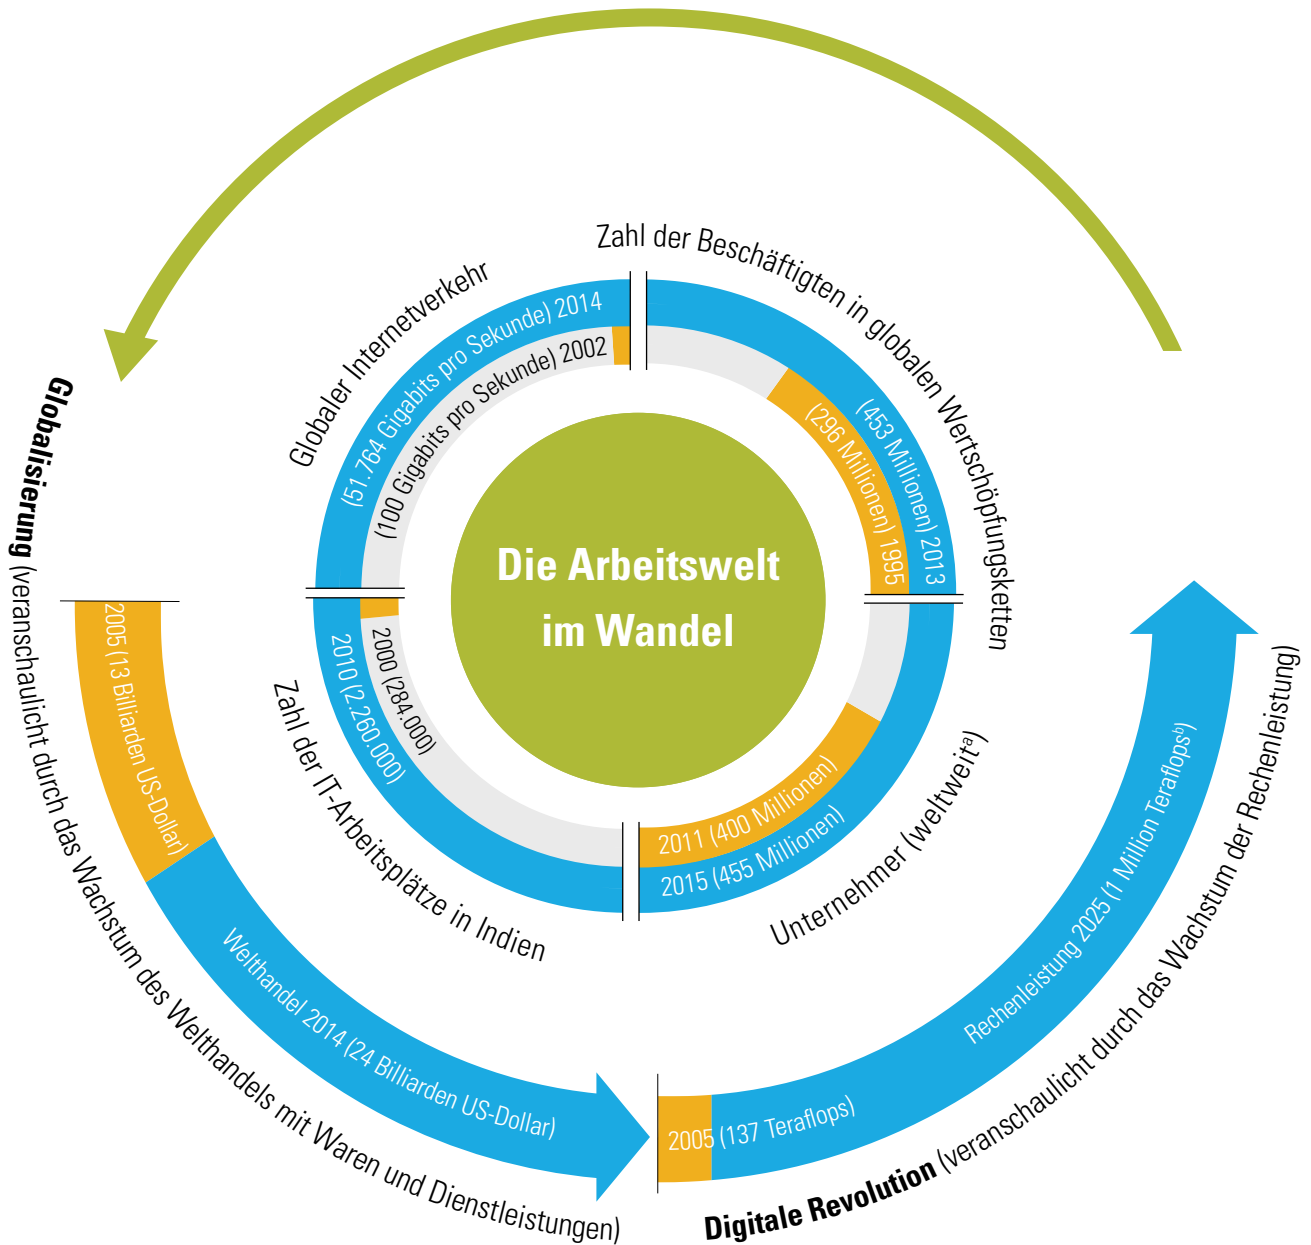 Zahl der Beschäftigten in globalen Wertschöpfungsketten
(453 Millionen) 2013
(296 Millionen) 1995
Globaler Internetverkehr
(51.764 Gigabits pro Sekunde) 2014
(100 Gigabits pro Sekunde) 2002
Die Arbeitswelt
im Wandel
Zahl der IT-Arbeitsplätze in Indien
2000 (284.000)
2010 (2.260.000)
Unternehmer (weltweitᵃ)
2011 (400 Millionen)
2015 (455 Millionen)
Globalisierung (veranschaulicht durch das Wachstum des Welthandels mit Waren und Dienstleistungen)
2005 (13 Billiarden US-Dollar)
Welthandel 2014 (24 Billiarden US-Dollar)
Digitale Revolution (veranschaulicht durch das Wachstum der Rechenleistung)
2005 (137 Teraflops)
Rechenleistung 2025 (1 Million Teraflopsᵇ)